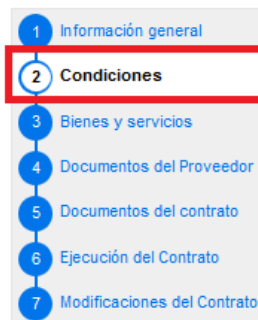 1 Información general
2 Condiciones
3 Bienes y servicios
4 Documentos del Proveedor
5 Documentos del contrato
6 Ejecución del Contrato
7 Modificaciones del Contrato